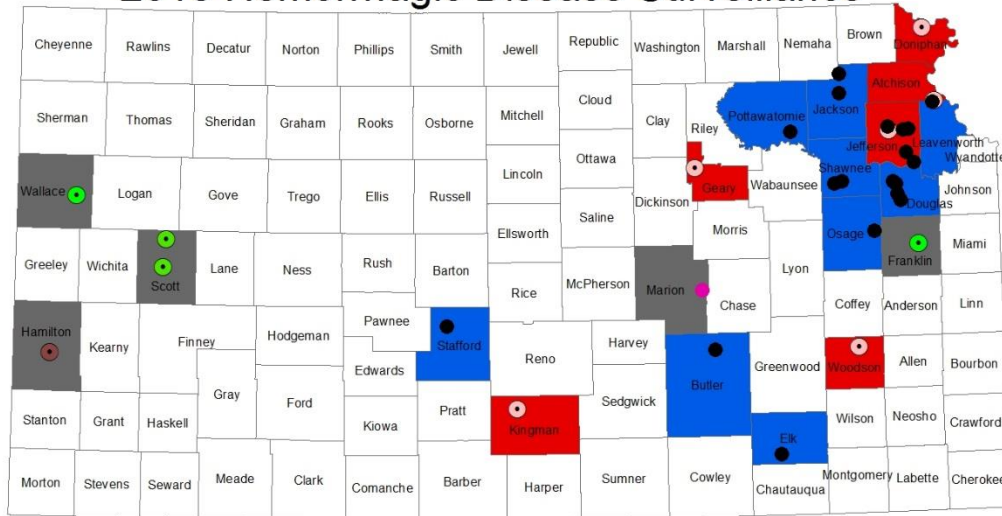 2013 Hemorrhagic Disease Surveillance
Cheyenne Rawlins Decatur Norton Phillips Smith Jewell Republic Washington Marshall Nemaha Brown Doniphan
Sherman Thomas Sheridan Graham Rooks Osborne Mitchell Cloud Clay Riley Pottawatomie Jackson Atchison
Jefferson Leavenworth
Wyandotte
Wallace Logan Gove Trego Ellis Russell Lincoln Ottawa Dickinson Geary Wabaunsee Shawnee Douglas Johnson
Greeley Wichita Scott Lane Ness Rush Barton Ellsworth Saline Morris Osage Franklin Miami
Rice McPherson Marion Chase Lyon Coffey Anderson Linn
Hamilton Kearny Finney Hodgeman Pawnee Stafford Reno Harvey Butler Greenwood Woodson Allen Bourbon
Gray Ford Edwards
Stanton Grant Haskell Kiowa Pratt Kingman Sedgwick Elk Wilson Neosho Crawford
Morton Stevens Seward Meade Clark Comanche Barber Harper Sumner Cowley Chautauqua Montgomery Labette Cherokee